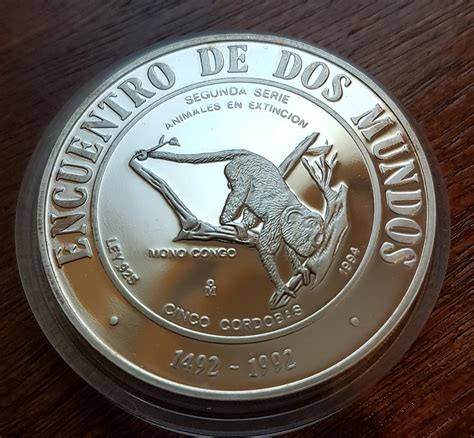 ENCUENTRO DE DOS MUNDOS
SEGUNDA SERIE
ANIMALES EN EXTINCION
MONO CONGO
LEY 925
1994
CINCO CORDOBAS
1492 - 1992